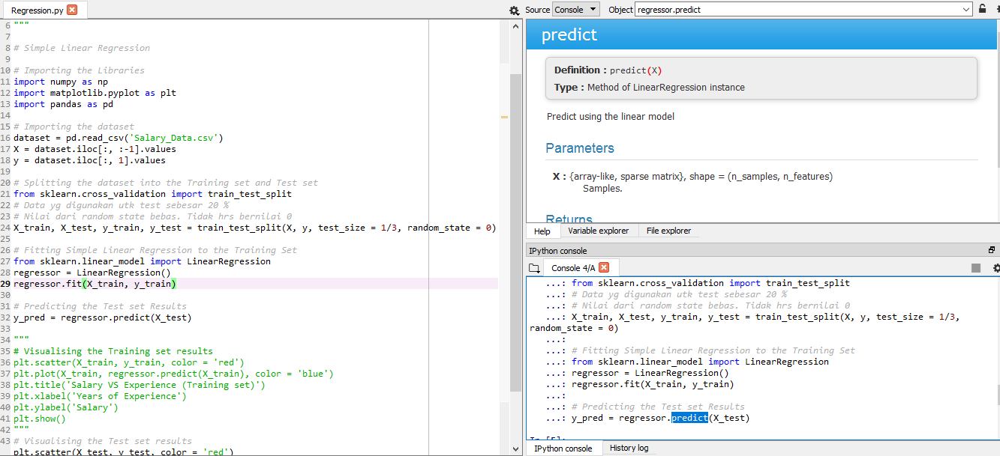 Regression.py
6 """
7
8 # Simple Linear Regression
9
10 # Importing the Libraries
11 import numpy as np
12 import matplotlib.pyplot as plt
13 import pandas as pd
14
15 # Importing the dataset
16 dataset = pd.read_csv('Salary_Data.csv')
17 X = dataset.iloc[:, :-1].values
18 y = dataset.iloc[:, 1].values
19
20 # Splitting the dataset into the Training set and Test set
21 from sklearn.cross_validation import train_test_split
22 # Data yg digunakan utk test sebesar 20 %
23 # Nilai dari random state bebas. Tidak hrs bernilai 0
24 X_train, X_test, y_train, y_test = train_test_split(X, y, test_size = 1/3, random_state = 0)
25
26 # Fitting Simple Linear Regression to the Training Set
27 from sklearn.linear_model import LinearRegression
28 regressor = LinearRegression()
29 regressor.fit(X_train, y_train)
30
31 # Predicting the Test set Results
32 y_pred = regressor.predict(X_test)
33
34 """
35 # Visualising the Training set results
36 plt.scatter(X_train, y_train, color = 'red')
37 plt.plot(X_train, regressor.predict(X_train), color = 'blue')
38 plt.title('Salary VS Experience (Training set)')
39 plt.xlabel('Years of Experience')
40 plt.ylabel('Salary')
41 plt.show()
42 """
43 # Visualising the Test set results
plt.scatter(X_test, y_test, color = 'red')
Source Console Object regressor.predict
predict
Definition : predict(X)
Type : Method of LinearRegression instance
Predict using the linear model
Parameters
X : {array-like, sparse matrix}, shape = (n_samples, n_features)
Samples.
Returns
Help Variable explorer File explorer
IPython console
Console 4/A
...: from sklearn.cross_validation import train_test_split
...: # Data yg digunakan utk test sebesar 20 %
...: # Nilai dari random state bebas. Tidak hrs bernilai 0
...: X_train, X_test, y_train, y_test = train_test_split(X, y, test_size = 1/3,
random_state = 0)
...:
...: # Fitting Simple Linear Regression to the Training Set
...: from sklearn.linear_model import LinearRegression
...: regressor = LinearRegression()
...: regressor.fit(X_train, y_train)
...:
...: # Predicting the Test set Results
...: y_pred = regressor.predict(X_test)
In [5]:
IPython console History log